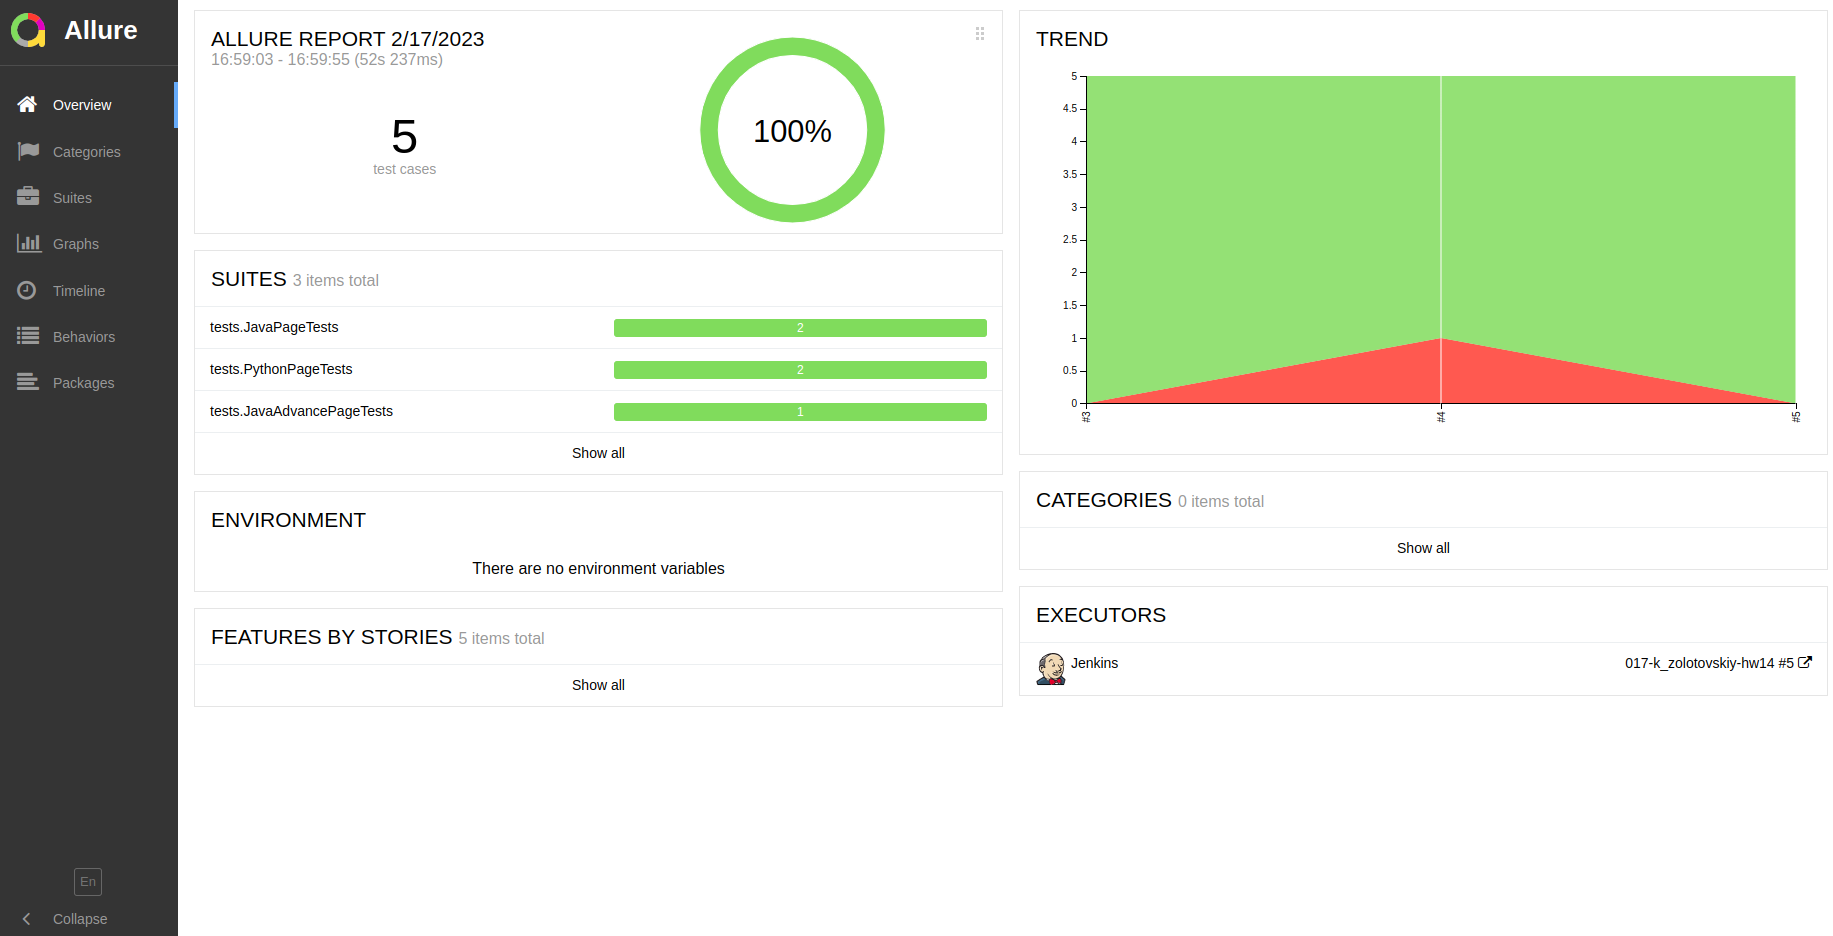 Allure
Overview
Categories
Suites
Graphs
Timeline
Behaviors
Packages
En
Collapse
ALLURE REPORT 2/17/2023
16:59:03 - 16:59:55 (52s 237ms)
5
test cases
100%
SUITES 3 items total
tests.JavaPageTests 2
tests.PythonPageTests 2
tests.JavaAdvancePageTests 1
Show all
ENVIRONMENT
There are no environment variables
FEATURES BY STORIES 5 items total
Show all
TREND
5
4.5
4
3.5
3
2.5
2
1.5
1
0.5
0
#3
#4
#5
CATEGORIES 0 items total
Show all
EXECUTORS
Jenkins 017-k_zolotovskiy-hw14 #5